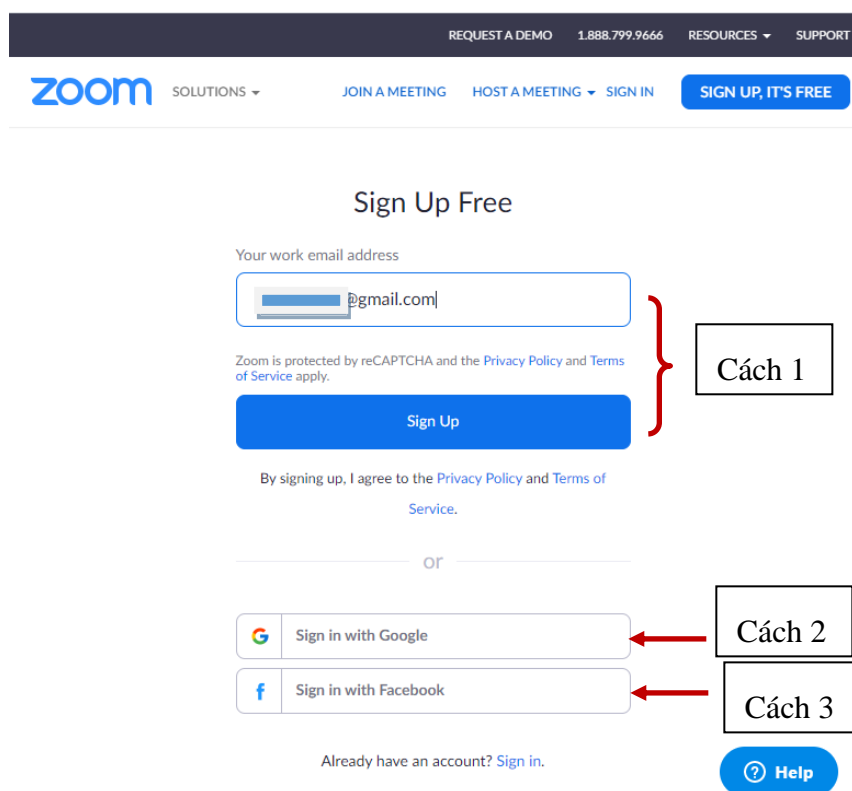 REQUEST A DEMO 1.888.799.9666 RESOURCES SUPPORT
zoom SOLUTIONS JOIN A MEETING HOST A MEETING SIGN IN SIGN UP, IT'S FREE
Sign Up Free
Your work email address
@gmail.com
Zoom is protected by reCAPTCHA and the Privacy Policy and Terms
of Service apply.
Cách 1
Sign Up
By signing up, I agree to the Privacy Policy and Terms of
Service.
or
Sign in with Google
Cách 2
Sign in with Facebook
Cách 3
Already have an account? Sign in.
Help